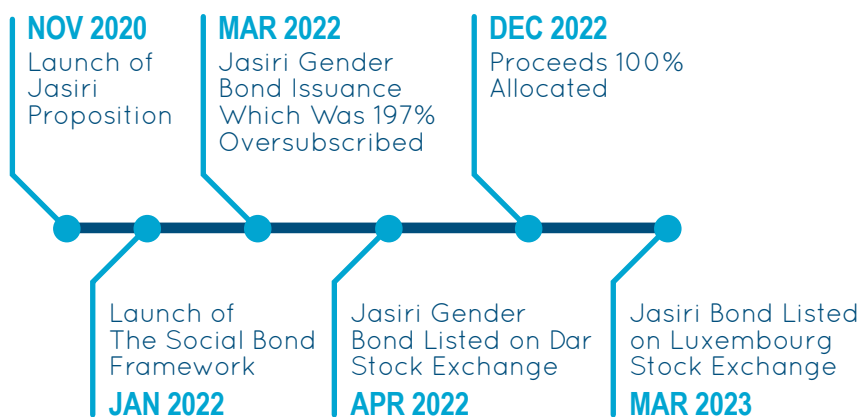 NOV 2020
Launch of
Jasiri
Proposition
MAR 2022
Jasiri Gender
Bond Issuance
Which Was 197%
Oversubscribed
DEC 2022
Proceeds 100%
Allocated
Launch of
The Social Bond
Framework
JAN 2022
Jasiri Gender
Bond Listed on Dar
Stock Exchange
APR 2022
Jasiri Bond Listed
on Luxembourg
Stock Exchange
MAR 2023